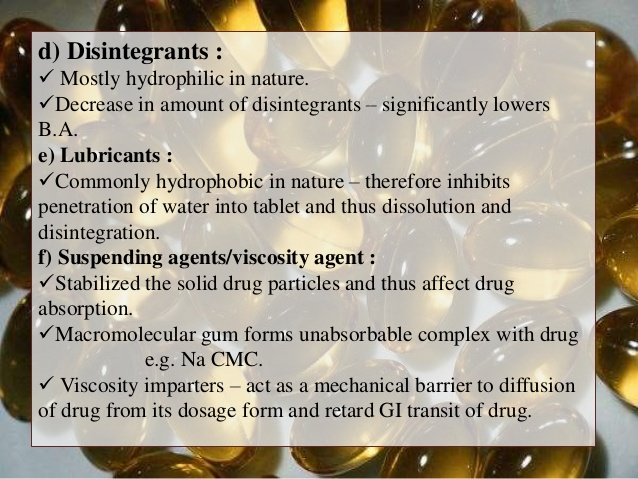 d) Disintegrants :
✓ Mostly hydrophilic in nature.
✓Decrease in amount of disintegrants – significantly lowers
B.A.
e) Lubricants :
✓Commonly hydrophobic in nature – therefore inhibits
penetration of water into tablet and thus dissolution and
disintegration.
f) Suspending agents/viscosity agent :
✓Stabilized the solid drug particles and thus affect drug
absorption.
✓Macromolecular gum forms unabsorbable complex with drug
e.g. Na CMC.
✓ Viscosity imparters – act as a mechanical barrier to diffusion
of drug from its dosage form and retard GI transit of drug.